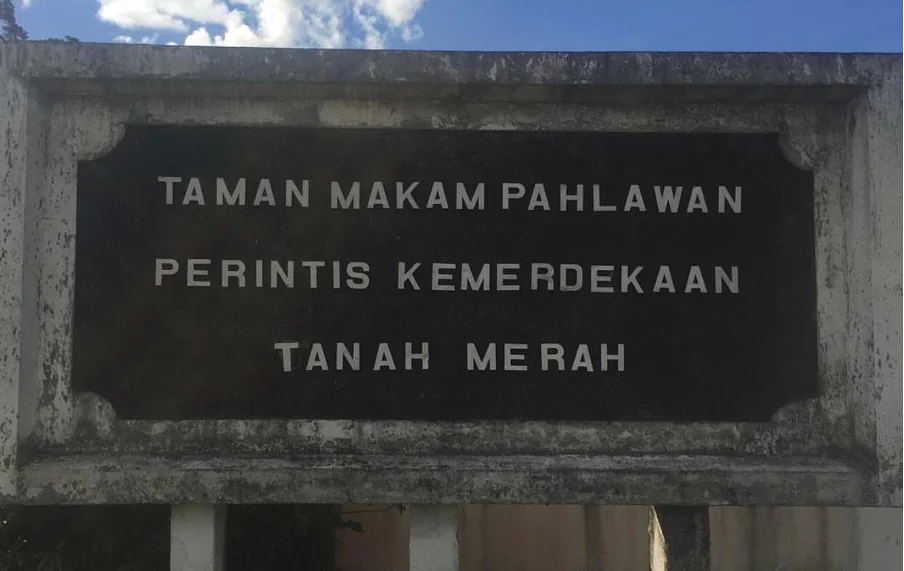 TAMAN MAKAM PAHLAWAN
PERINTIS KEMERDEKAAN
TANAH MERAH